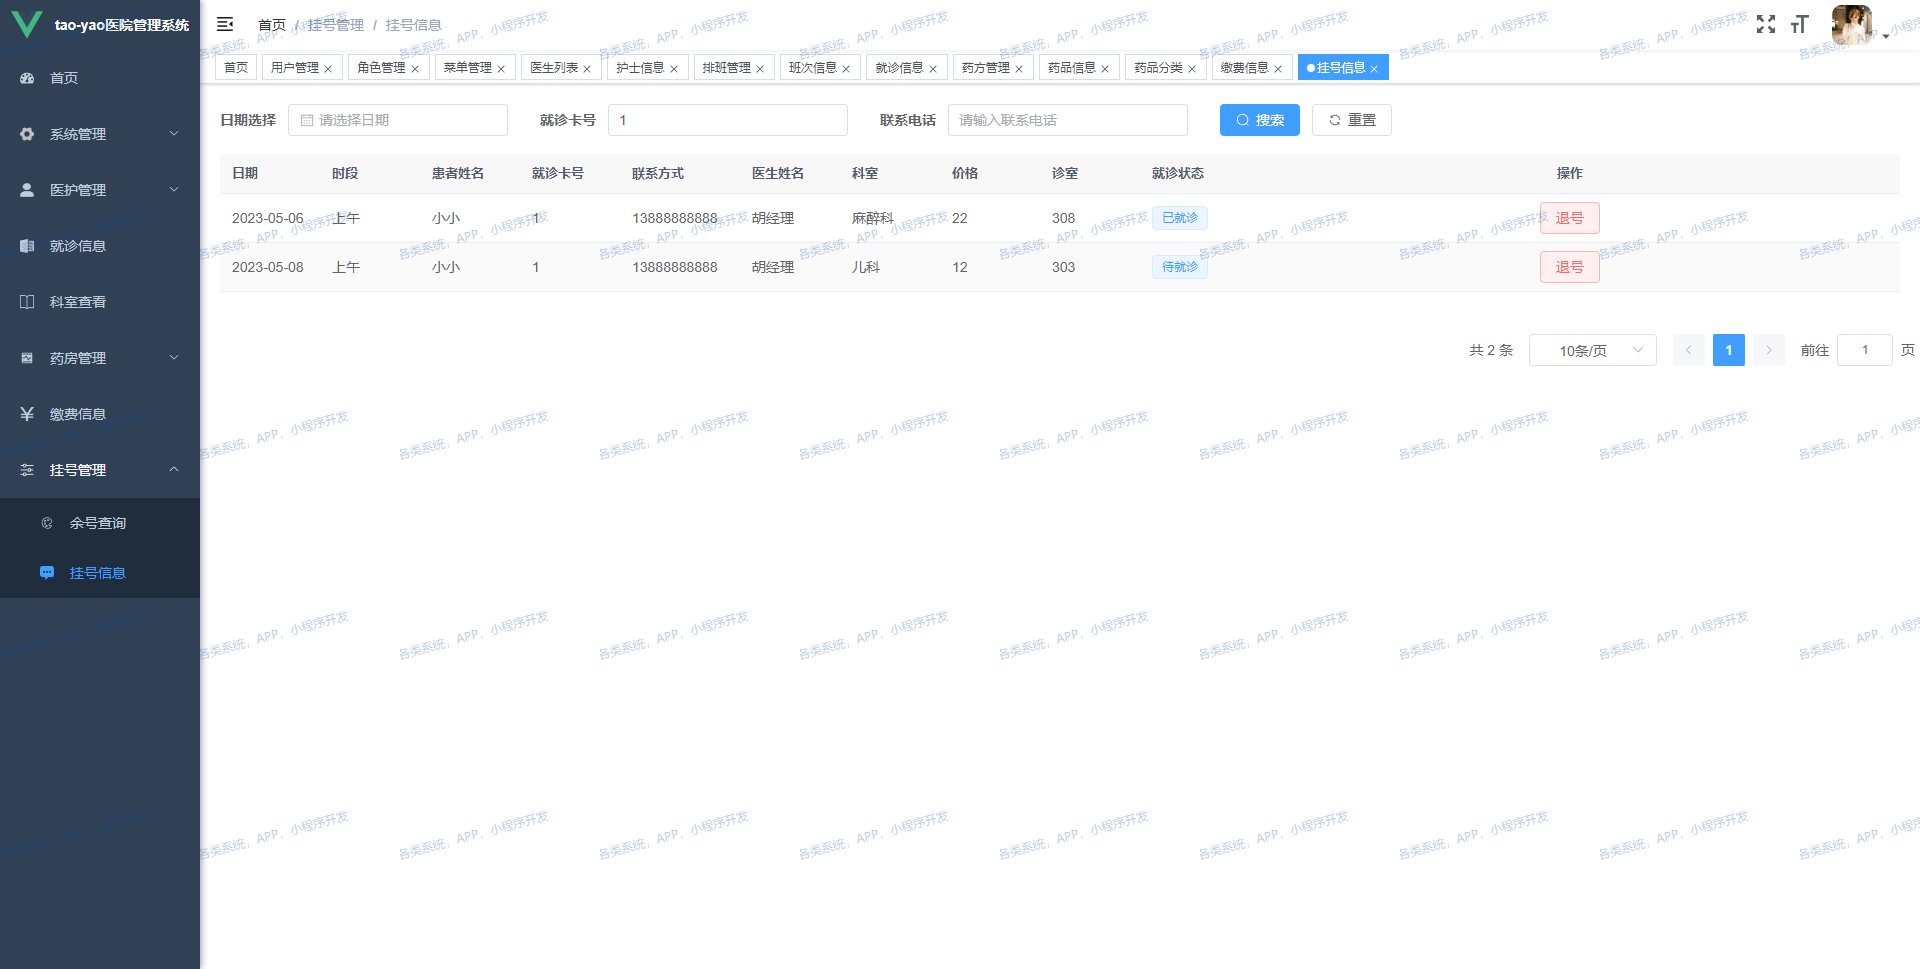 tao-yao医院管理系统
首页
系统管理
医护管理
就诊信息
科室查看
药房管理
缴费信息
挂号管理
余号查询
挂号信息
首页 / 挂号管理 / 挂号信息
首页 用户管理 角色管理 菜单管理 医生列表 护士信息 排班管理 班次信息 就诊信息 药方管理 药品信息 药品分类 缴费信息 挂号信息
日期选择 请选择日期 就诊卡号 1 联系电话 请输入联系电话 搜索 重置
日期 时段 患者姓名 就诊卡号 联系方式 医生姓名 科室 价格 诊室 就诊状态 操作
2023-05-06 上午 小小 1 13888888888 胡经理 麻醉科 22 308 已就诊 退号
2023-05-08 上午 小小 1 13888888888 胡经理 儿科 12 303 待就诊 退号
共 2 条 10条/页 1 前往 1 页
各类系统，APP，小程序开发